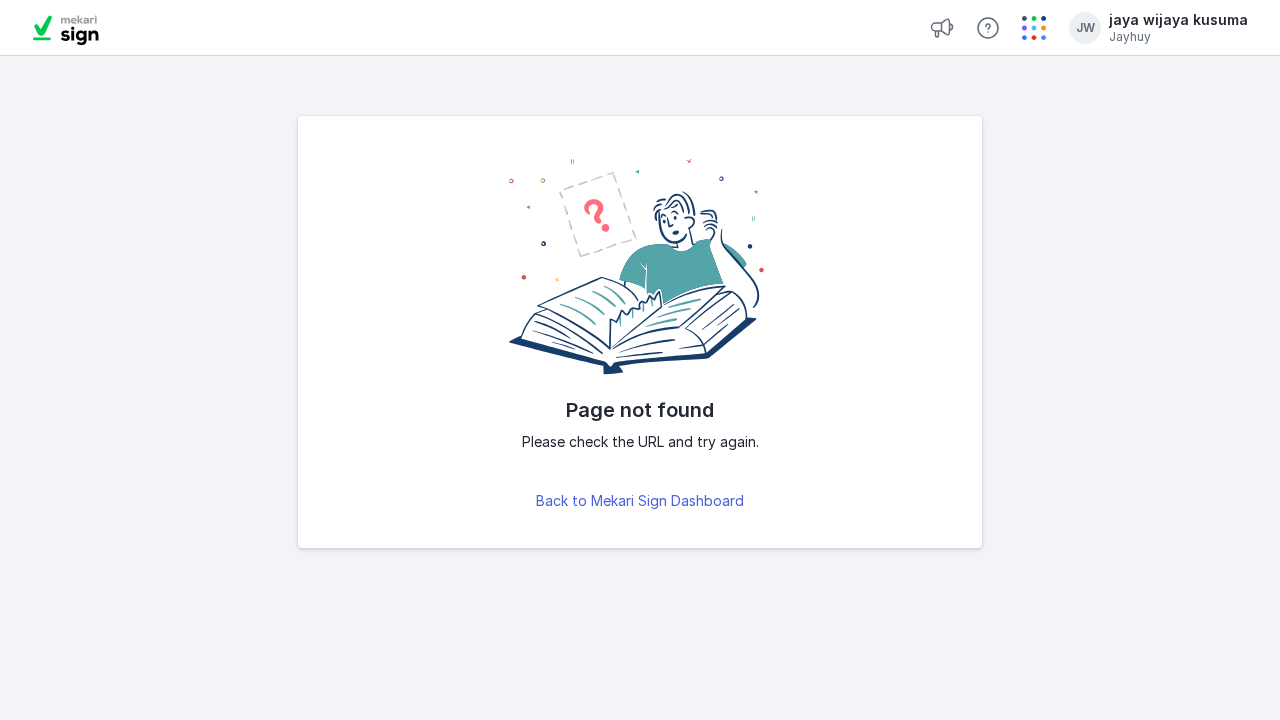 mekari
sign
JW
jaya wijaya kusuma
Jayhuy
?
Page not found
Please check the URL and try again.
Back to Mekari Sign Dashboard